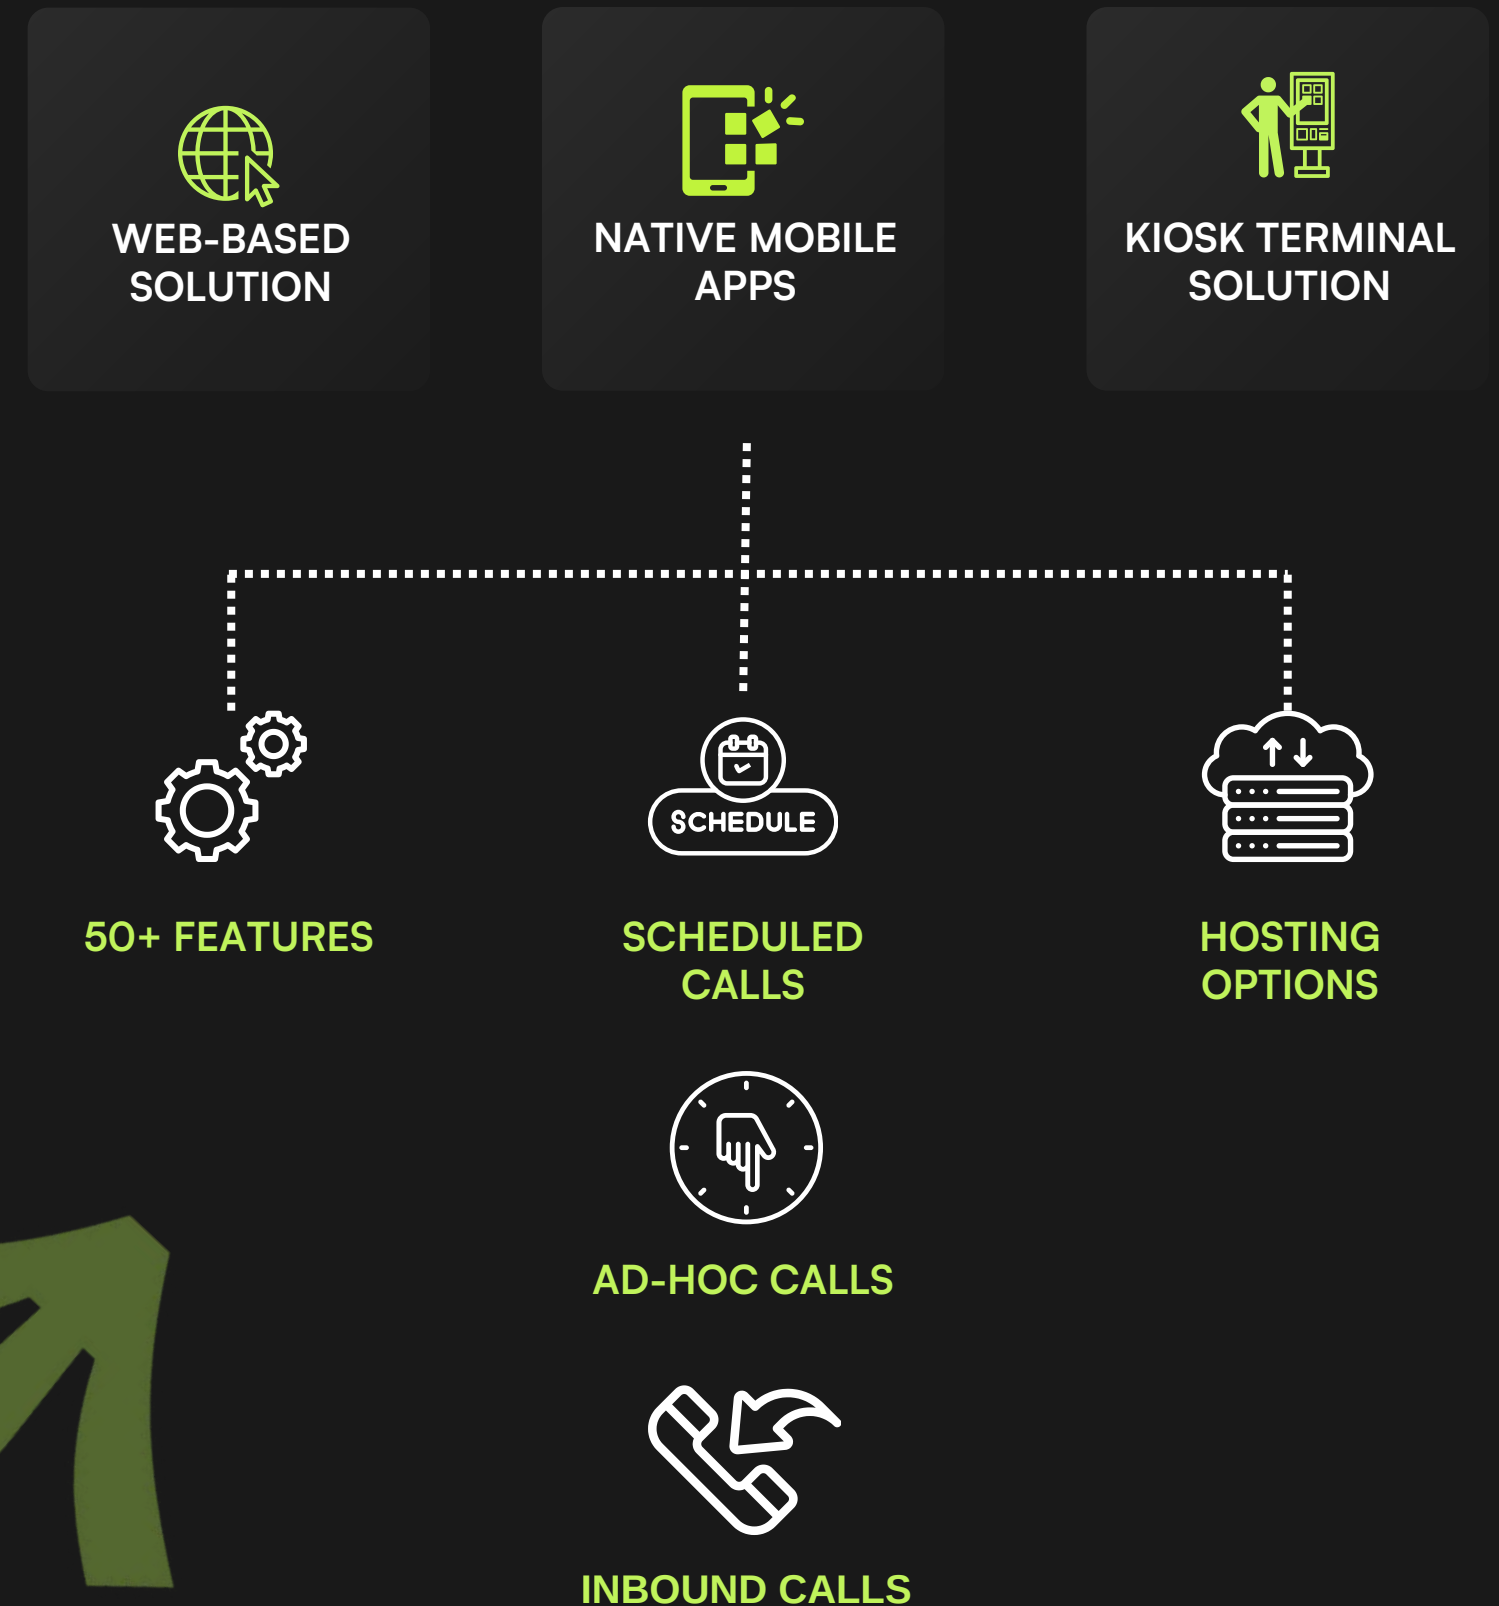 WEB-BASED
SOLUTION
NATIVE MOBILE
APPS
KIOSK TERMINAL
SOLUTION
SCHEDULE
50+ FEATURES
SCHEDULED
CALLS
HOSTING
OPTIONS
AD-HOC CALLS
INBOUND CALLS